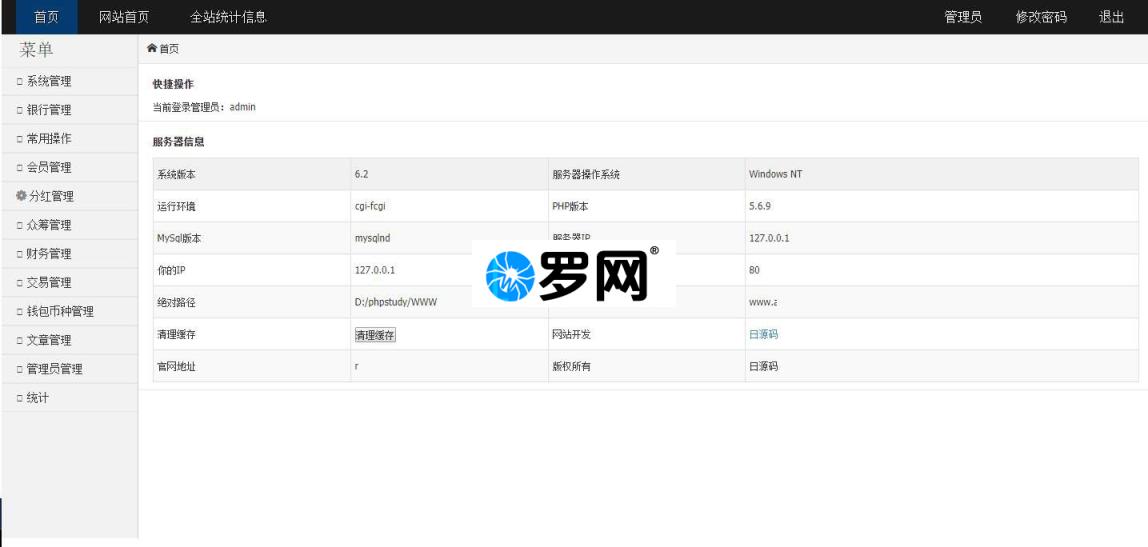 首页 网站首页 全站统计信息 管理员 修改密码 退出
菜单
首页
系统管理
银行管理
常用操作
会员管理
分红管理
众筹管理
财务管理
交易管理
钱包币种管理
文章管理
管理员管理
统计
快捷操作
当前登录管理员：admin
服务器信息
系统版本 6.2 服务器操作系统 Windows NT
运行环境 cgi-fcgi PHP版本 5.6.9
MySql版本 mysqlnd 服务器IP 127.0.0.1
你的IP 127.0.0.1 80
绝对路径 D:/phpstudy/WWW www.a
清理缓存 清理缓存 网站开发 日源码
官网地址 r 版权所有 日源码
罗网®